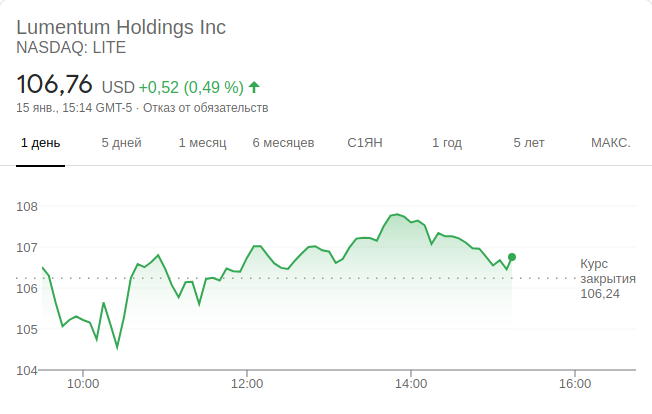 Lumentum Holdings Inc
NASDAQ: LITE
106,76 USD +0,52 (0,49 %)
15 янв., 15:14 GMT-5 · Отказ от обязательств
1 день 5 дней 1 месяц 6 месяцев С1ЯН 1 год 5 лет МАКС.
108
107
106
105
104
Курс
закрытия
106,24
10:00 12:00 14:00 16:00